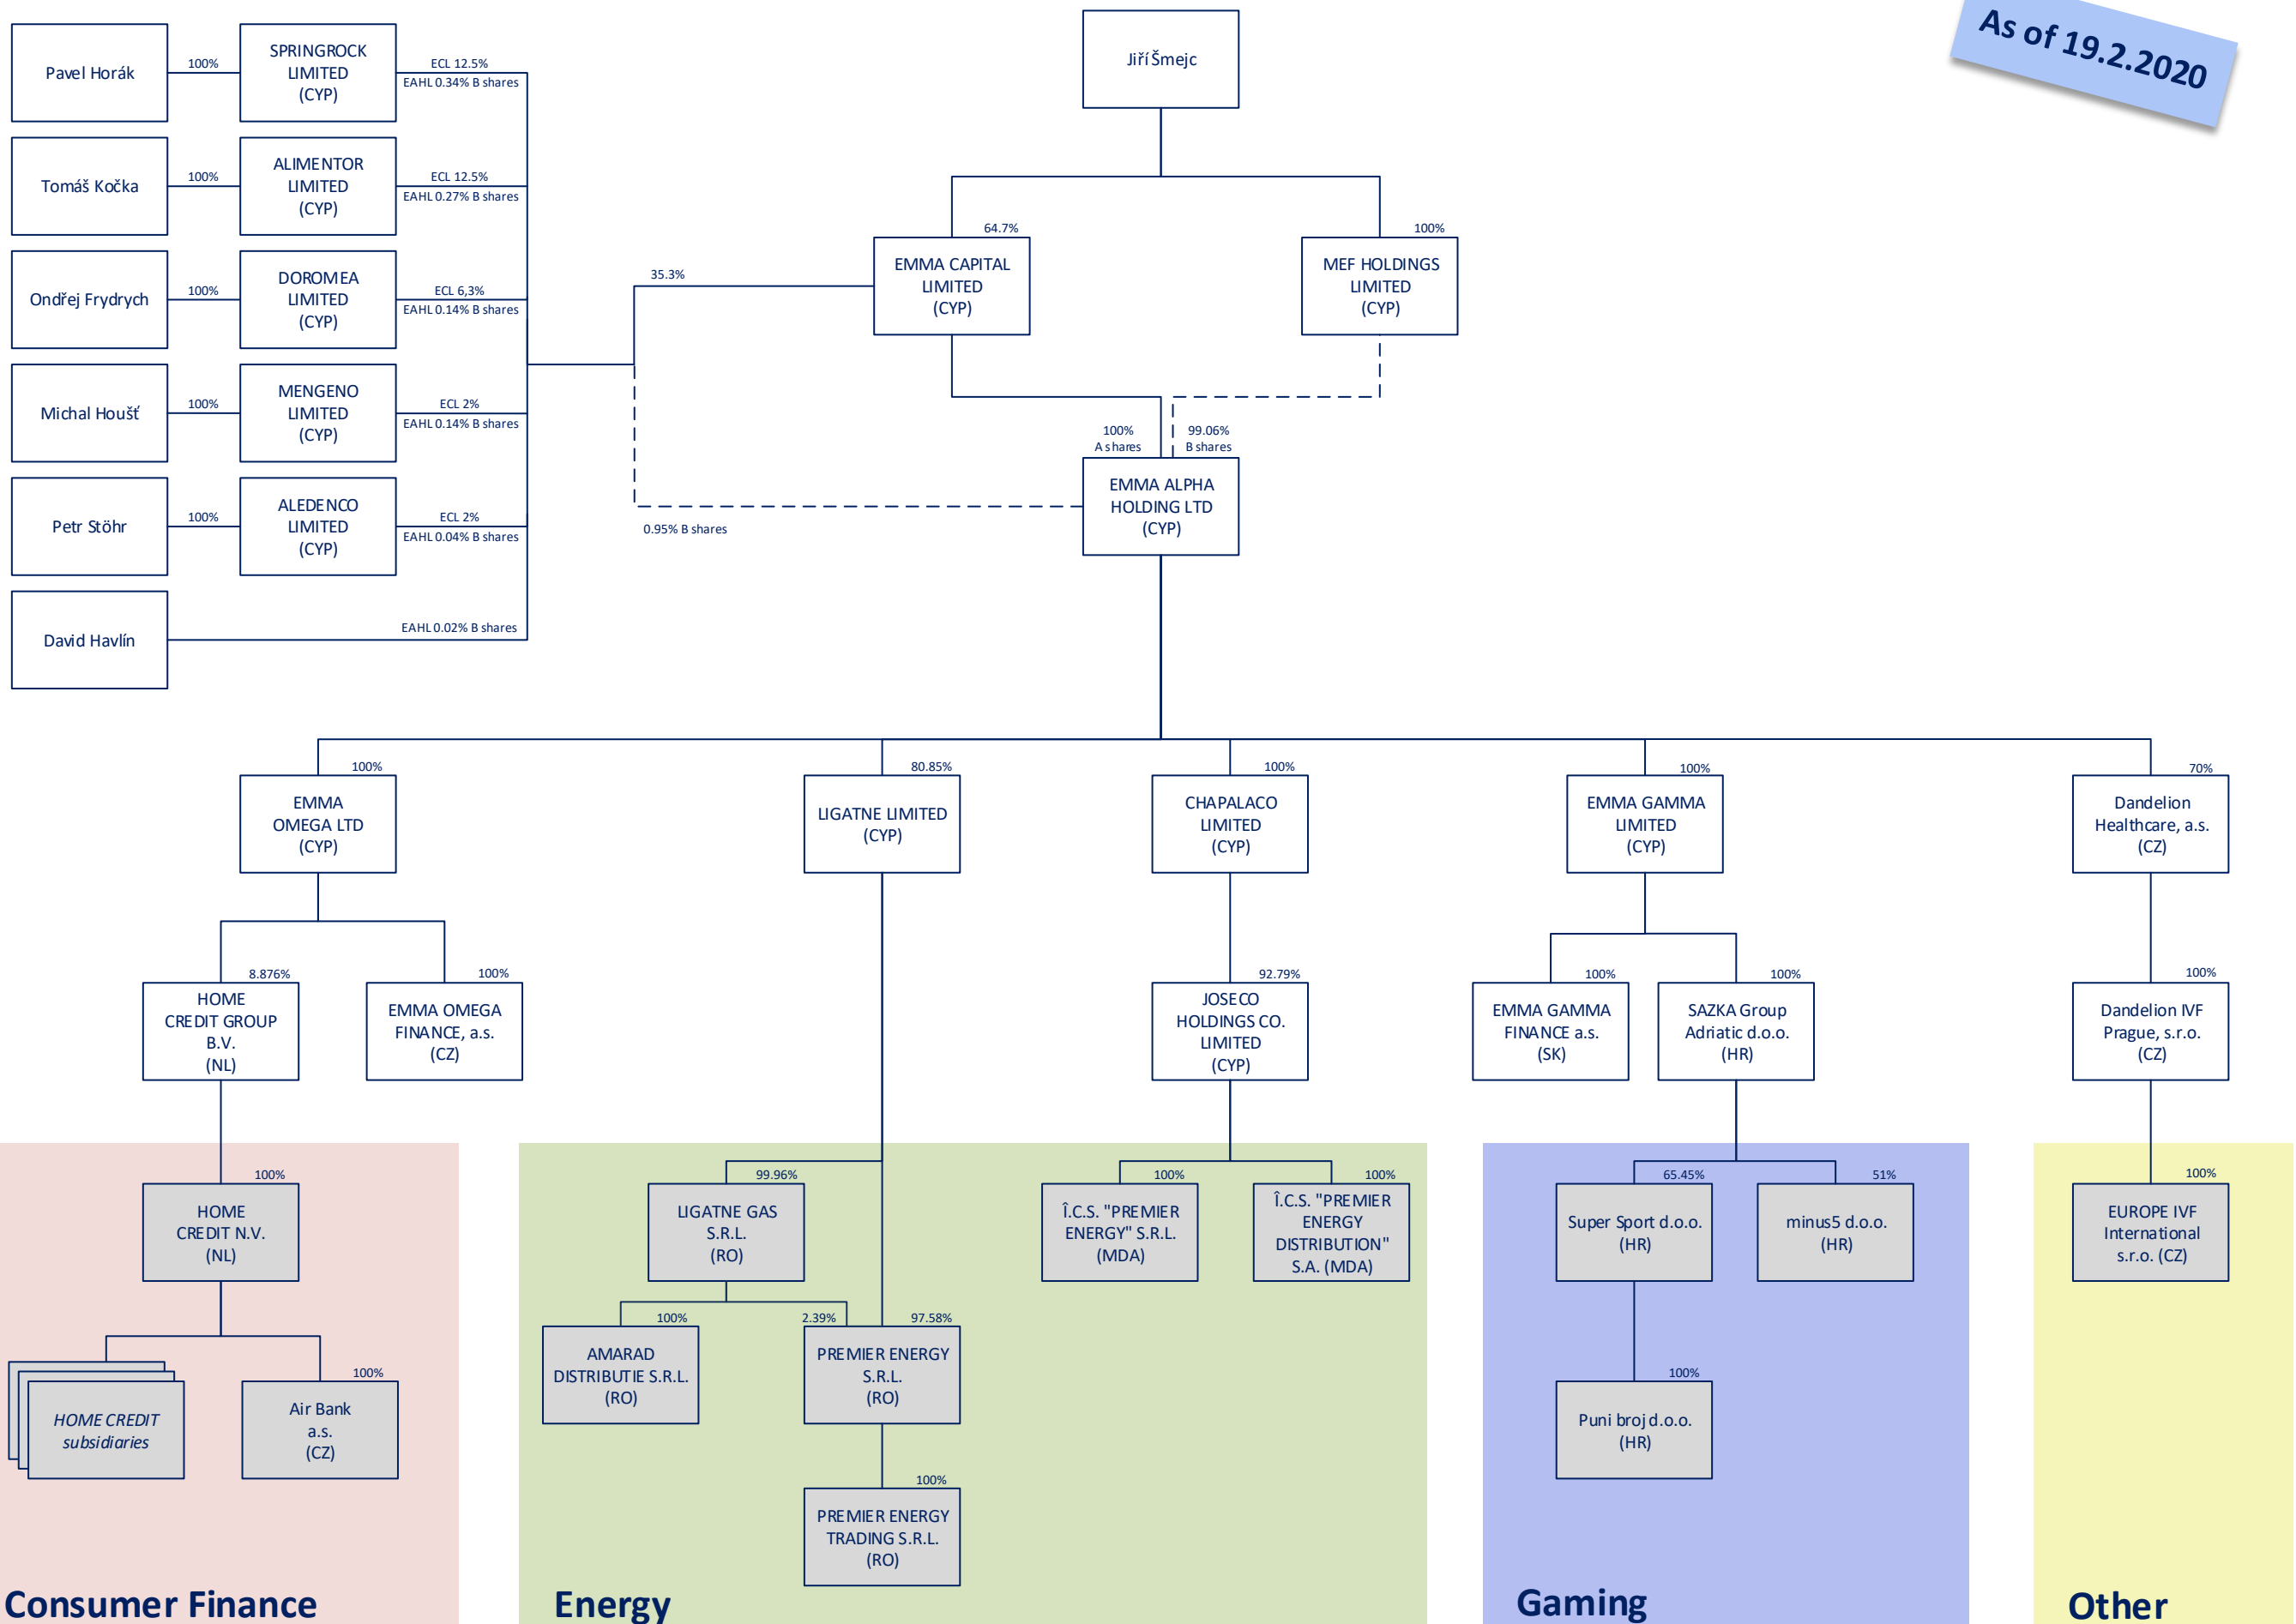 As of 19.2.2020
Pavel Horák
100%
SPRINGROCK
LIMITED
(CYP)
ECL 12.5%
EAHL 0.34% B shares
Tomáš Kočka
100%
ALIMENTOR
LIMITED
(CYP)
ECL 12.5%
EAHL 0.27% B shares
Ondřej Frydrych
100%
DOROMEA
LIMITED
(CYP)
ECL 6,3%
EAHL 0.14% B shares
Michal Houšť
100%
MENGENO
LIMITED
(CYP)
ECL 2%
EAHL 0.14% B shares
Petr Stöhr
100%
ALEDENCO
LIMITED
(CYP)
ECL 2%
EAHL 0.04% B shares
David Havlín
EAHL 0.02% B shares
35.3%
0.95% B shares
Jiří Šmejc
64.7%
EMMA CAPITAL
LIMITED
(CYP)
100%
MEF HOLDINGS
LIMITED
(CYP)
100%
A shares
99.06%
B shares
EMMA ALPHA
HOLDING LTD
(CYP)
100%
EMMA
OMEGA LTD
(CYP)
80.85%
LIGATNE LIMITED
(CYP)
100%
CHAPALACO
LIMITED
(CYP)
100%
EMMA GAMMA
LIMITED
(CYP)
70%
Dandelion
Healthcare, a.s.
(CZ)
8.876%
HOME
CREDIT GROUP
B.V.
(NL)
100%
EMMA OMEGA
FINANCE, a.s.
(CZ)
92.79%
JOSECO
HOLDINGS CO.
LIMITED
(CYP)
100%
EMMA GAMMA
FINANCE a.s.
(SK)
100%
SAZKA Group
Adriatic d.o.o.
(HR)
100%
Dandelion IVF
Prague, s.r.o.
(CZ)
100%
HOME
CREDIT N.V.
(NL)
99.96%
LIGATNE GAS
S.R.L.
(RO)
100%
Î.C.S. "PREMIER
ENERGY" S.R.L.
(MDA)
100%
Î.C.S. "PREMIER
ENERGY
DISTRIBUTION"
S.A. (MDA)
65.45%
Super Sport d.o.o.
(HR)
51%
minus5 d.o.o.
(HR)
100%
EUROPE IVF
International
s.r.o. (CZ)
HOME CREDIT
subsidiaries
100%
Air Bank
a.s.
(CZ)
100%
AMARAD
DISTRIBUTIE S.R.L.
(RO)
2.39%
97.58%
PREMIER ENERGY
S.R.L.
(RO)
100%
Puni broj d.o.o.
(HR)
100%
PREMIER ENERGY
TRADING S.R.L.
(RO)
Consumer Finance
Energy
Gaming
Other